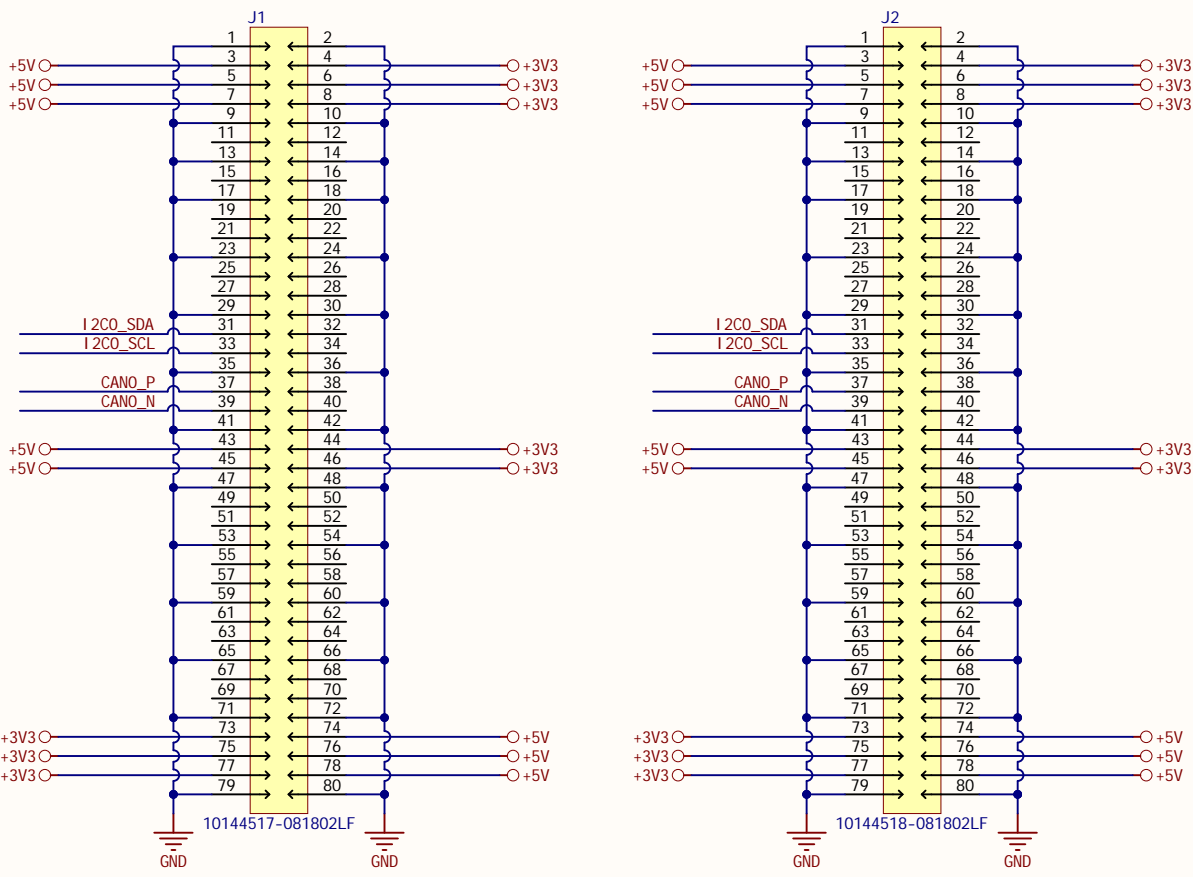 J1 J2
1 2 1 2
+5V 3 4 +3V3 +5V 3 4 +3V3
+5V 5 6 +3V3 +5V 5 6 +3V3
+5V 7 8 +3V3 +5V 7 8 +3V3
9 10 9 10
11 12 11 12
13 14 13 14
15 16 15 16
17 18 17 18
19 20 19 20
21 22 21 22
23 24 23 24
25 26 25 26
27 28 27 28
29 30 29 30
I2C0_SDA 31 32 I2C0_SDA 31 32
I2C0_SCL 33 34 I2C0_SCL 33 34
35 36 35 36
CAN0_P 37 38 CAN0_P 37 38
CAN0_N 39 40 CAN0_N 39 40
41 42 41 42
+5V 43 44 +3V3 +5V 43 44 +3V3
+5V 45 46 +3V3 +5V 45 46 +3V3
47 48 47 48
49 50 49 50
51 52 51 52
53 54 53 54
55 56 55 56
57 58 57 58
59 60 59 60
61 62 61 62
63 64 63 64
65 66 65 66
67 68 67 68
69 70 69 70
71 72 71 72
+3V3 73 74 +5V +3V3 73 74 +5V
+3V3 75 76 +5V +3V3 75 76 +5V
+3V3 77 78 +5V +3V3 77 78 +5V
79 80 79 80
10144517-081802LF 10144518-081802LF
GND GND GND GND